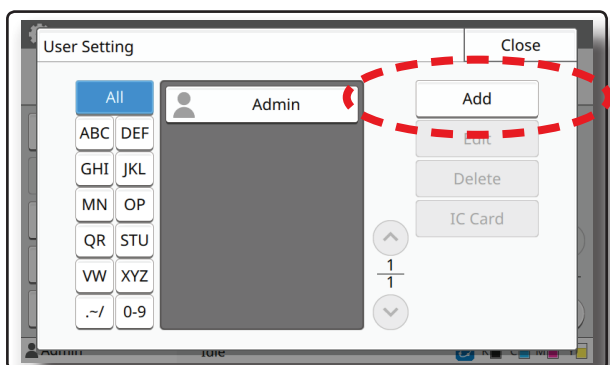 User Setting
Close
All
Admin
Add
ABC DEF
Edit
GHI JKL
Delete
MN OP
IC Card
QR STU
VW XYZ
1
1
.~/ 0-9
Admin
Idle
K C M Y